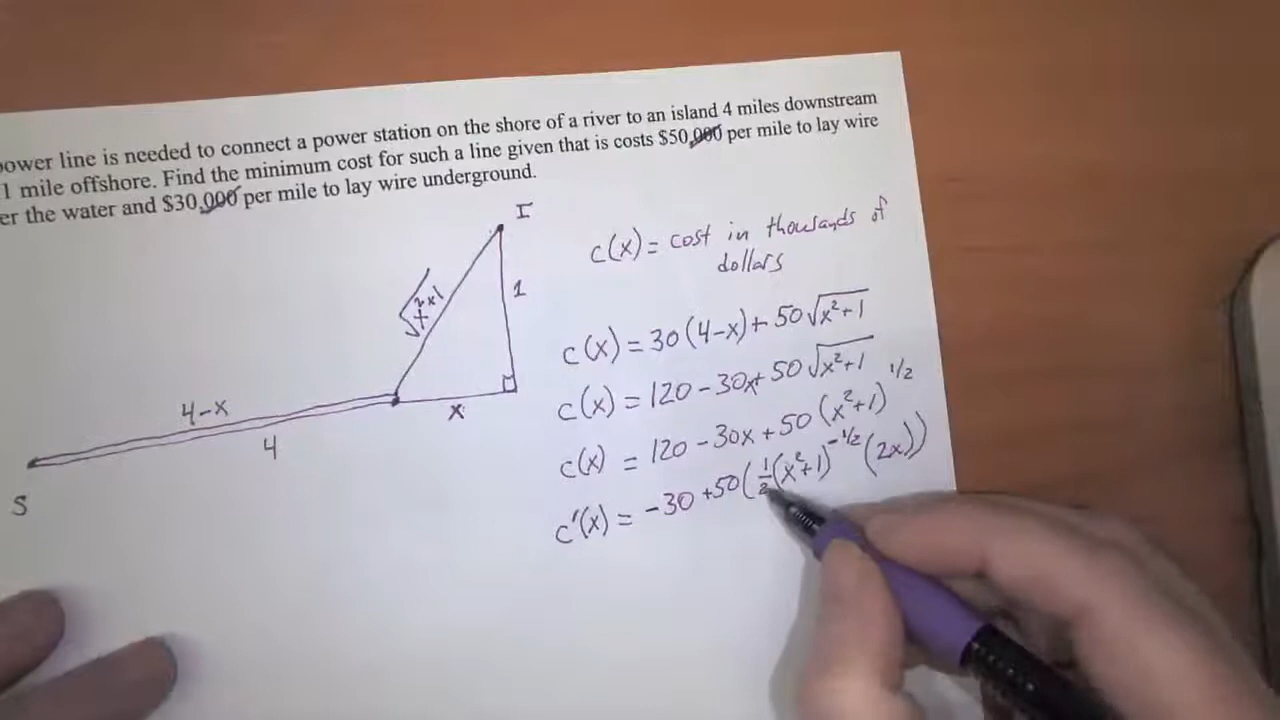 power line is needed to connect a power station on the shore of a river to an island 4 miles downstream
1 mile offshore. Find the minimum cost for such a line given that is costs $50,000 per mile to lay wire
er the water and $30,000 per mile to lay wire underground.
I
c(x) = cost in thousands of
dollars
√x²+1
1
c(x) = 30(4-x)+50√x²+1
c(x) = 120-30x+50√x²+1
4-x
x
4
c(x) = 120-30x+50(x²+1)^1/2
S
c'(x) = -30+50(1/2(x²+1)^-1/2(2x))